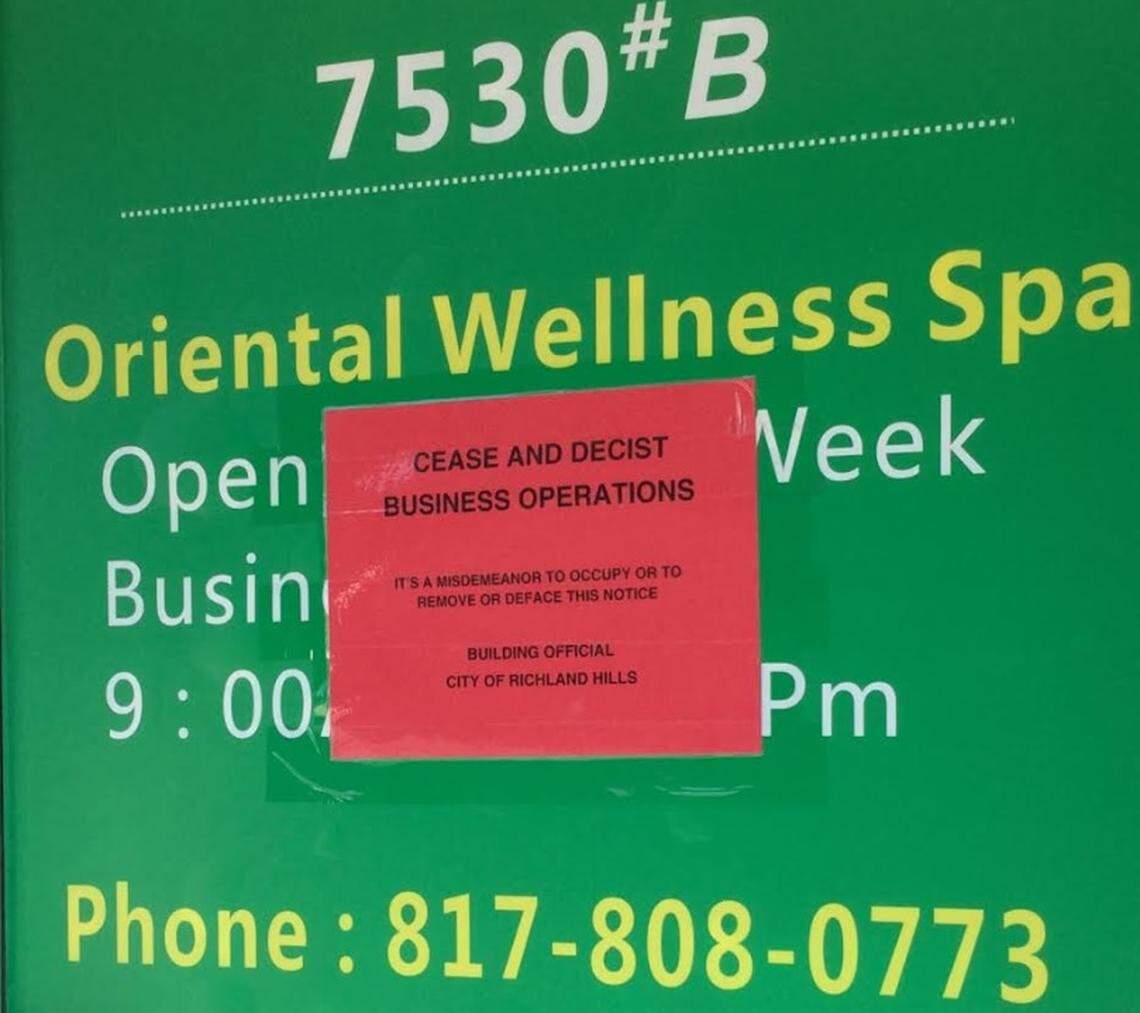 7530#B
Oriental Wellness Spa
Open Week
CEASE AND DECIST
BUSINESS OPERATIONS
Busin
IT'S A MISDEMEANOR TO OCCUPY OR TO
REMOVE OR DEFACE THIS NOTICE
BUILDING OFFICIAL
CITY OF RICHLAND HILLS
9 : 00 Pm
Phone : 817-808-0773